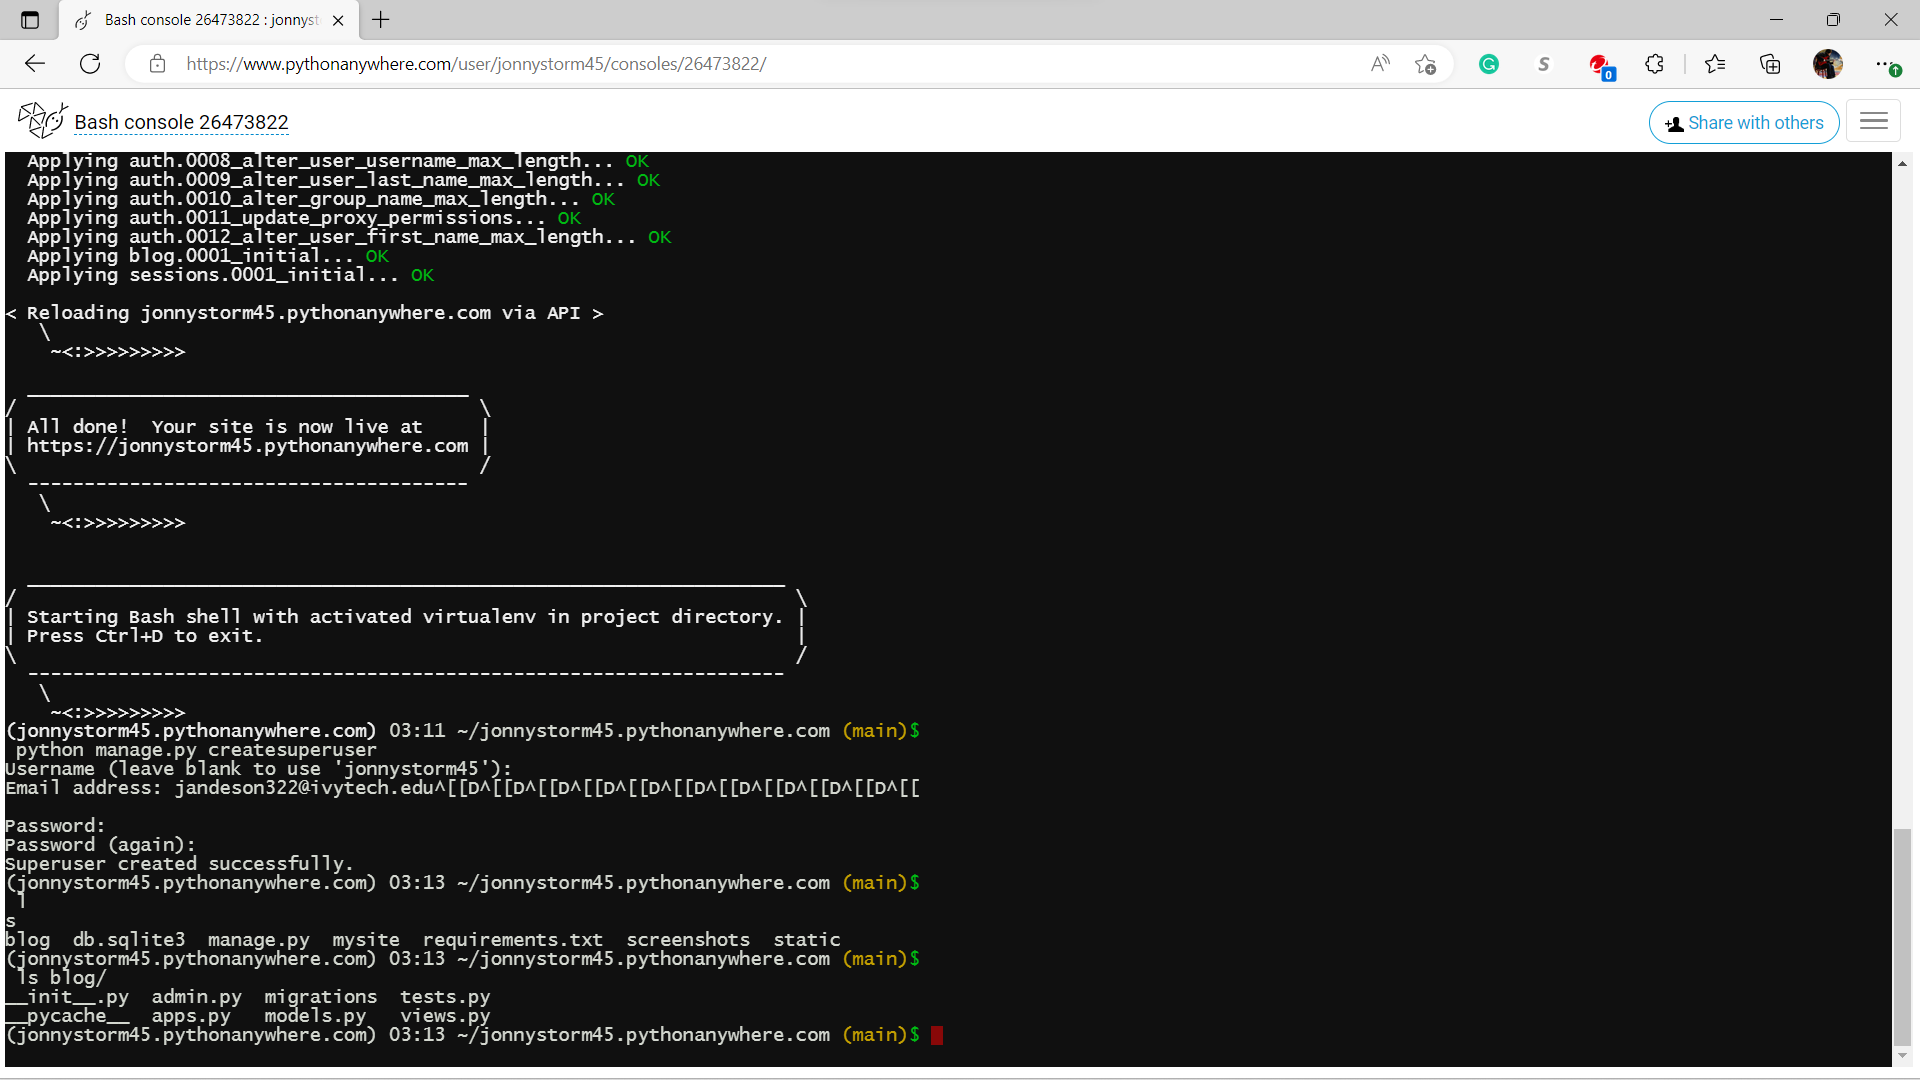 Bash console 26473822 : jonnyst
https://www.pythonanywhere.com/user/jonnystorm45/consoles/26473822/
0
Bash console 26473822
Share with others
Applying auth.0008_alter_user_username_max_length... OK
Applying auth.0009_alter_user_last_name_max_length... OK
Applying auth.0010_alter_group_name_max_length... OK
Applying auth.0011_update_proxy_permissions... OK
Applying auth.0012_alter_user_first_name_max_length... OK
Applying blog.0001_initial... OK
Applying sessions.0001_initial... OK
< Reloading jonnystorm45.pythonanywhere.com via API >
\
~<:>>>>>>>>>
_______________________________________
/ \
| All done!  Your site is now live at |
| https://jonnystorm45.pythonanywhere.com |
\ /
---------------------------------------
\
~<:>>>>>>>>>
___________________________________________________________________
/ \
| Starting Bash shell with activated virtualenv in project directory. |
| Press Ctrl+D to exit. |
\ /
-------------------------------------------------------------------
\
~<:>>>>>>>>>
(jonnystorm45.pythonanywhere.com) 03:11 ~/jonnystorm45.pythonanywhere.com (main)$
python manage.py createsuperuser
Username (leave blank to use 'jonnystorm45'):
Email address: jandeson322@ivytech.edu^[[D^[[D^[[D^[[D^[[D^[[D^[[D^[[D^[[D^[[D^[[
Password:
Password (again):
Superuser created successfully.
(jonnystorm45.pythonanywhere.com) 03:13 ~/jonnystorm45.pythonanywhere.com (main)$
l
s
blog  db.sqlite3  manage.py  mysite  requirements.txt  screenshots  static
(jonnystorm45.pythonanywhere.com) 03:13 ~/jonnystorm45.pythonanywhere.com (main)$
ls blog/
__init__.py  admin.py  migrations  tests.py
__pycache__  apps.py   models.py   views.py
(jonnystorm45.pythonanywhere.com) 03:13 ~/jonnystorm45.pythonanywhere.com (main)$